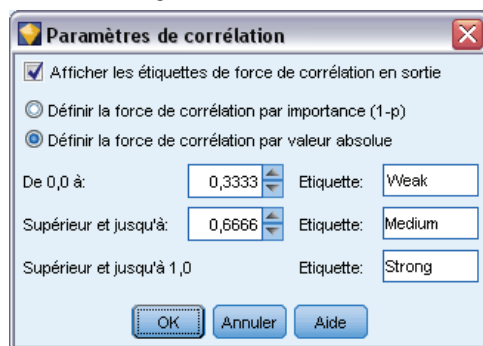 Paramètres de corrélation
Afficher les étiquettes de force de corrélation en sortie
Définir la force de corrélation par importance (1-p)
Définir la force de corrélation par valeur absolue
De 0,0 à: 0,3333 Etiquette: Weak
Supérieur et jusqu'à: 0,6666 Etiquette: Medium
Supérieur et jusqu'à 1,0 Etiquette: Strong
OK Annuler Aide